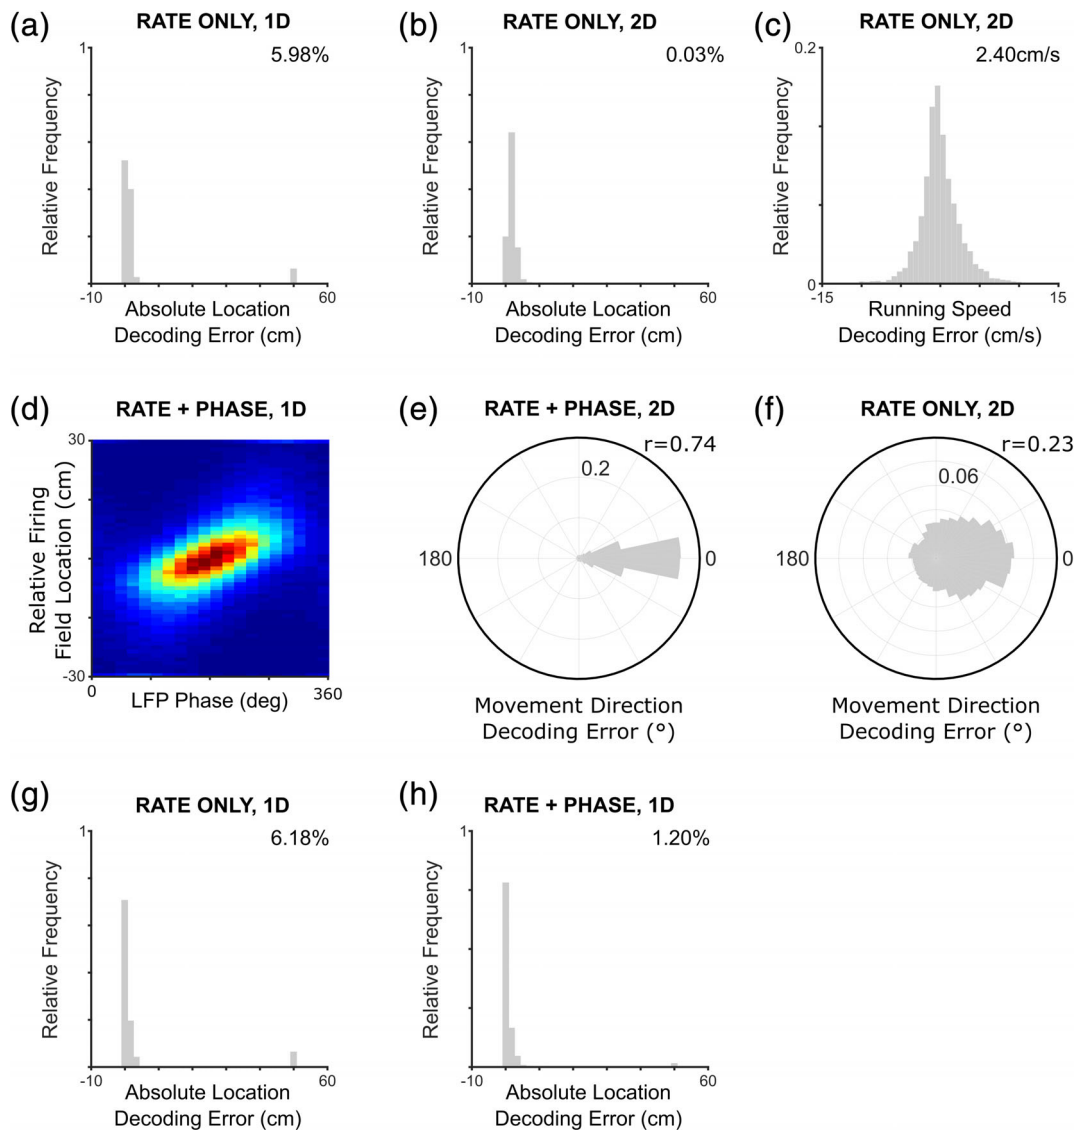 (a)
RATE ONLY, 1D
5.98%
1
Relative Frequency
-10
60
Absolute Location
Decoding Error (cm)
(b)
RATE ONLY, 2D
0.03%
1
Relative Frequency
-10
60
Absolute Location
Decoding Error (cm)
(c)
RATE ONLY, 2D
2.40cm/s
0.2
Relative Frequency
0
-15
15
Running Speed
Decoding Error (cm/s)
(d)
RATE + PHASE, 1D
30
Relative Firing
Field Location (cm)
-30
0
360
LFP Phase (deg)
(e)
RATE + PHASE, 2D
r=0.74
0.2
180
0
Movement Direction
Decoding Error (°)
(f)
RATE ONLY, 2D
r=0.23
0.06
180
0
Movement Direction
Decoding Error (°)
(g)
RATE ONLY, 1D
6.18%
1
Relative Frequency
-10
60
Absolute Location
Decoding Error (cm)
(h)
RATE + PHASE, 1D
1.20%
1
Relative Frequency
-10
60
Absolute Location
Decoding Error (cm)